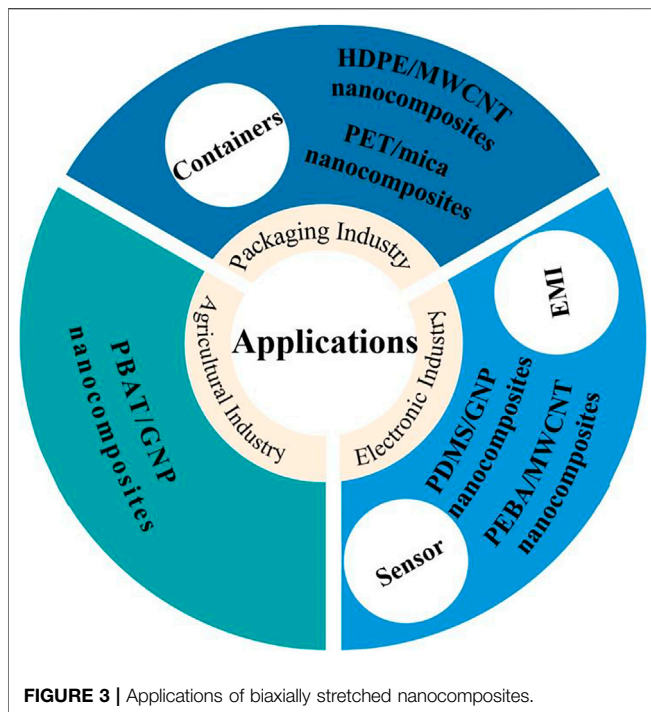 HDPE/MWCNT
nanocomposites
PET/mica
nanocomposites
Containers
Packaging Industry
Agricultural Industry
Electronic Industry
Applications
EMI
PBAT/GNP
nanocomposites
PDMS/GNP
nanocomposites
PEBA/MWCNT
nanocomposites
Sensor
FIGURE 3 | Applications of biaxially stretched nanocomposites.